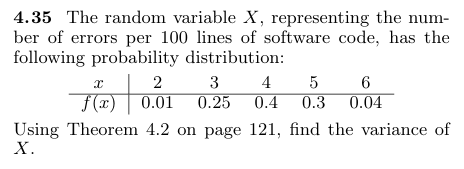 4.35 The random variable X, representing the num-
ber of errors per 100 lines of software code, has the
following probability distribution:
x 2 3 4 5 6
f(x) 0.01 0.25 0.4 0.3 0.04
Using Theorem 4.2 on page 121, find the variance of
X.